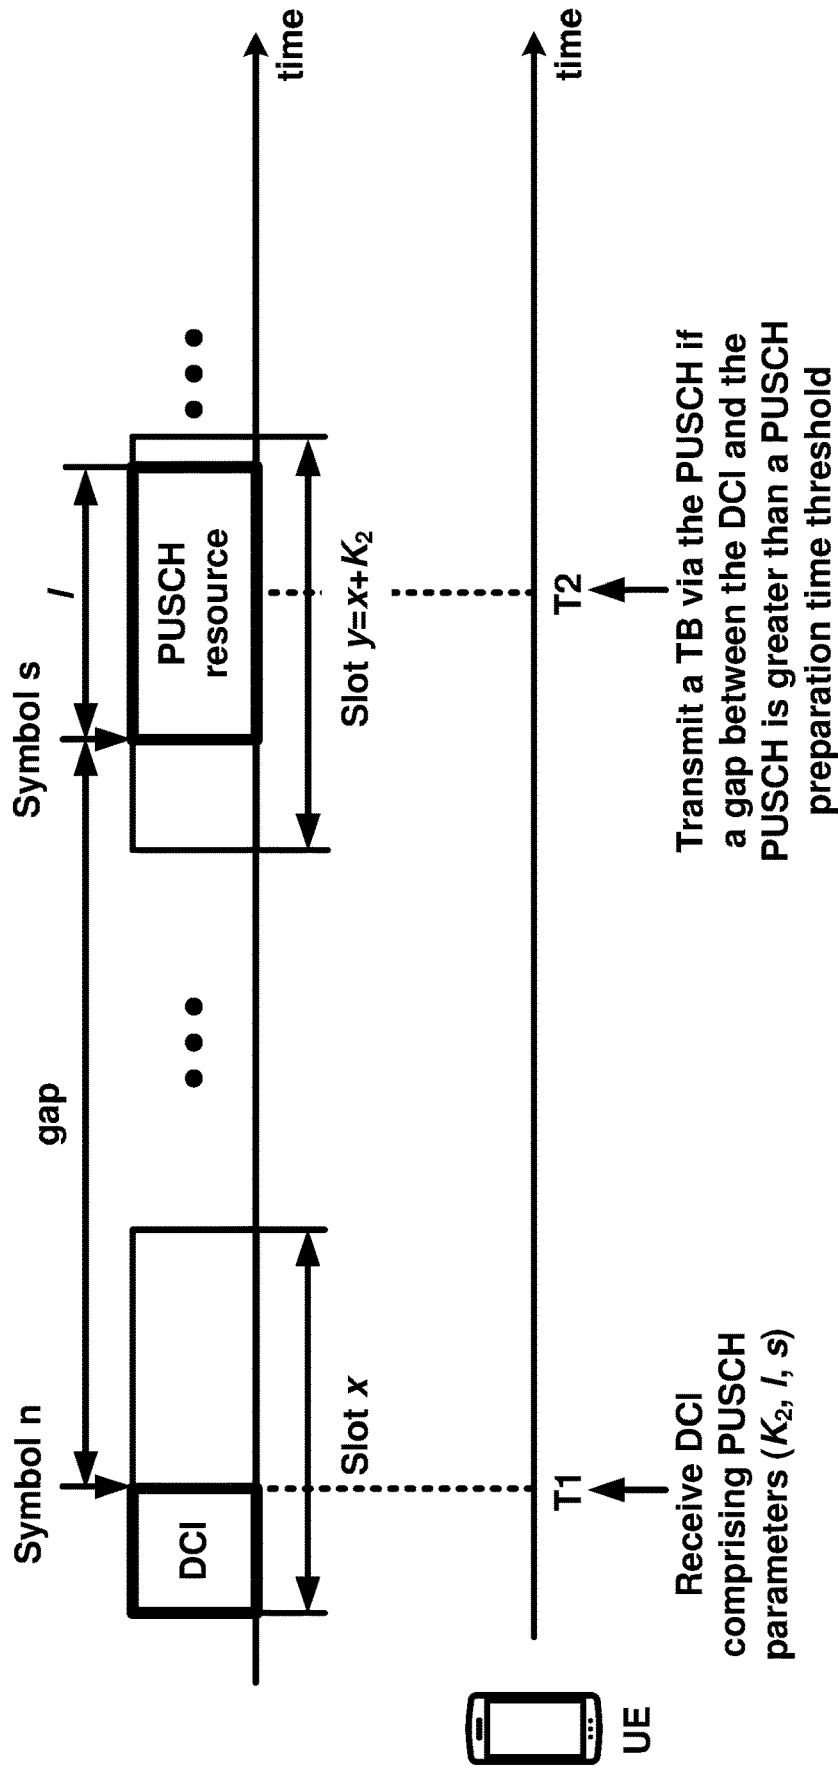 Symbol n
gap
Symbol s
l
DCI
PUSCH
resource
time
Slot x
Slot y=x+K₂
UE
time
T1
T2
Receive DCI
comprising PUSCH
parameters (K₂, l, s)
Transmit a TB via the PUSCH if
a gap between the DCI and the
PUSCH is greater than a PUSCH
preparation time threshold